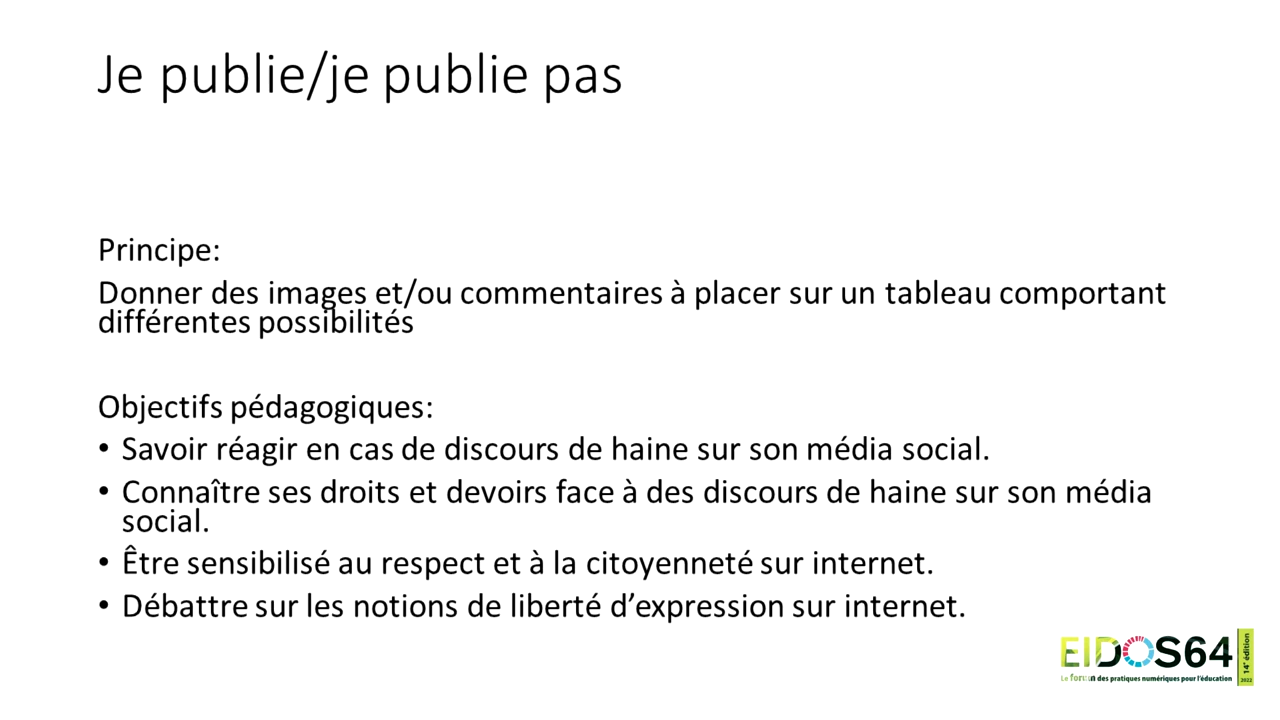 Je publie/je publie pas
Principe:
Donner des images et/ou commentaires à placer sur un tableau comportant
différentes possibilités
Objectifs pédagogiques:
• Savoir réagir en cas de discours de haine sur son média social.
• Connaître ses droits et devoirs face à des discours de haine sur son média
social.
• Être sensibilisé au respect et à la citoyenneté sur internet.
• Débattre sur les notions de liberté d’expression sur internet.
EIDOS64
Le forum des pratiques numériques pour l'éducation
14e édition
2022